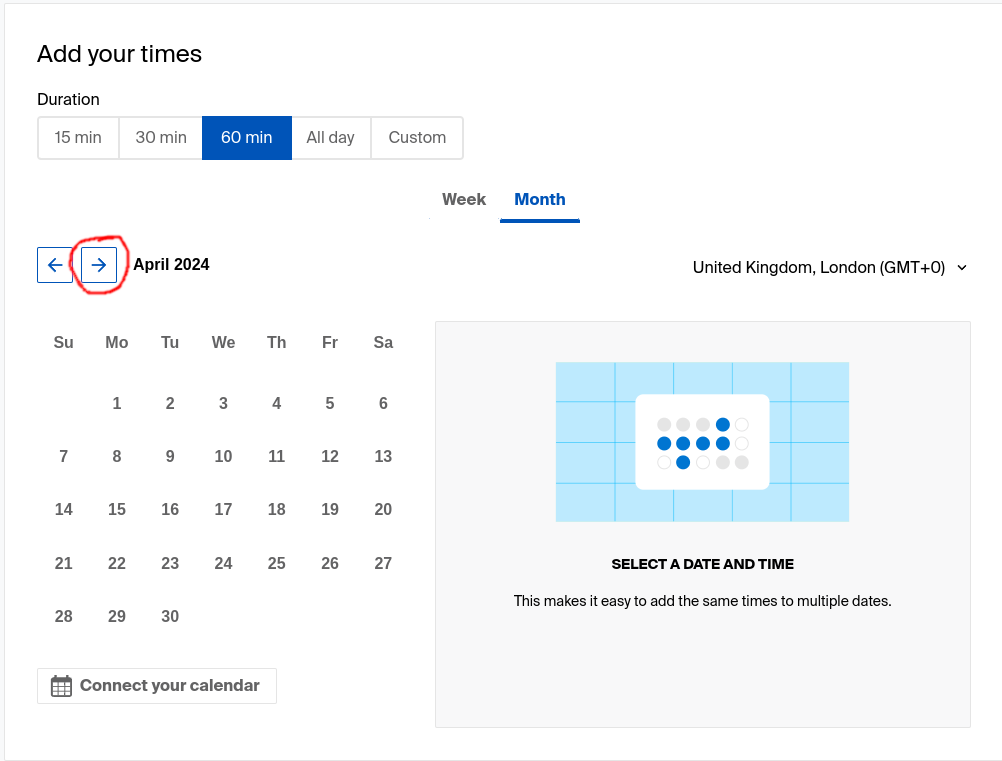 Add your times
Duration
15 min 30 min 60 min All day Custom
Week Month
April 2024 United Kingdom, London (GMT+0)
Su Mo Tu We Th Fr Sa
1 2 3 4 5 6
7 8 9 10 11 12 13
14 15 16 17 18 19 20
21 22 23 24 25 26 27
28 29 30
Connect your calendar
SELECT A DATE AND TIME
This makes it easy to add the same times to multiple dates.